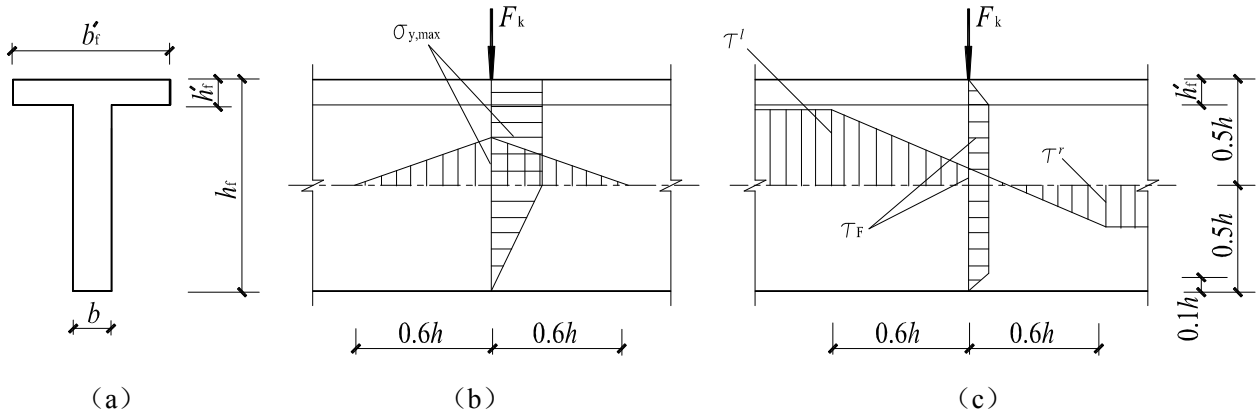 b′f
h′f
hf
b
(a)
Fk
σy,max
0.6h
0.6h
(b)
Fk
τl
τr
τF
0.6h
0.6h
h′f
0.5h
0.5h
0.1h
(c)